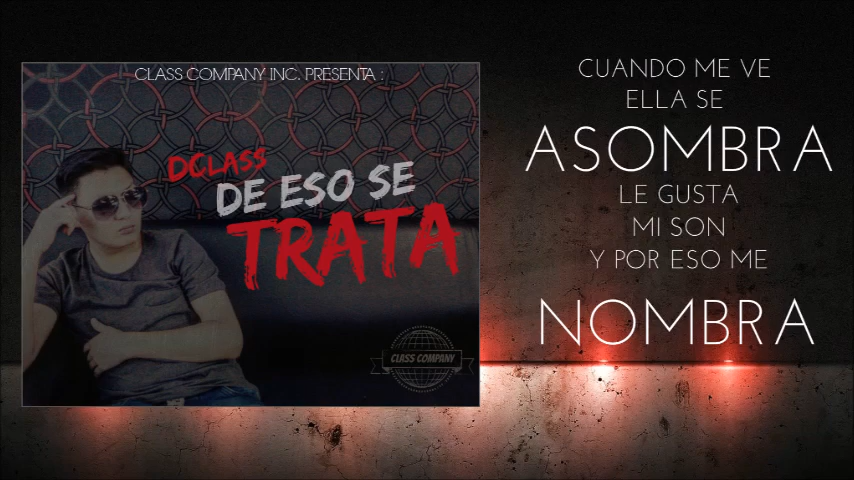 CLASS COMPANY INC. PRESENTA :
DCLASS
DE ESO SE
TRATA
CLASS COMPANY
CUANDO ME VE
ELLA SE
ASOMBRA
LE GUSTA
MI SON
Y POR ESO ME
NOMBRA